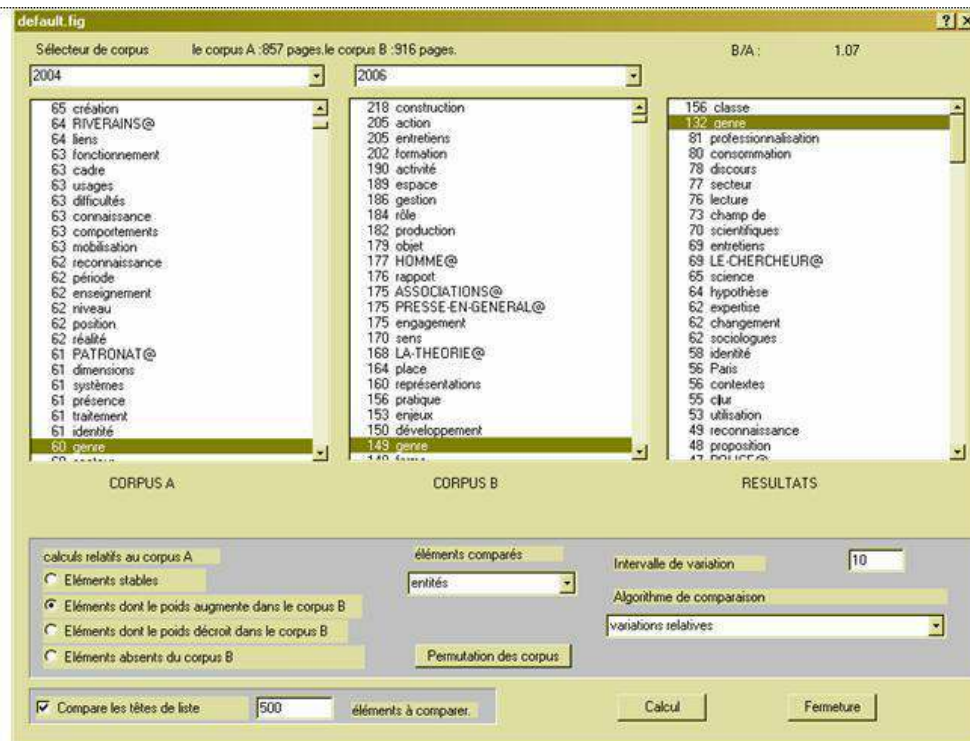 default.fig
Sélecteur de corpus le corpus A :857 pages.le corpus B :916 pages. B/A : 1.07
2004 2006
65 création
64 RIVERAINS@
64 liens
63 fonctionnement
63 cadre
63 usages
63 difficultés
63 connaissance
63 comportements
63 mobilisation
62 reconnaissance
62 période
62 enseignement
62 niveau
62 position
62 réalité
61 PATRONAT@
61 dimensions
61 systèmes
61 présence
61 traitement
61 identité
60 genre
218 construction
205 action
205 entretiens
202 formation
190 activité
189 espace
186 gestion
184 rôle
182 production
179 objet
177 HOMME@
176 rapport
175 ASSOCIATIONS@
175 PRESSE-EN-GENERAL@
175 engagement
170 sens
168 LA-THEORIE@
164 place
160 représentations
156 pratique
153 enjeux
150 développement
149 genre
156 classe
132 genre
81 professionnalisation
80 consommation
78 discours
77 secteur
76 lecture
73 champ de
70 scientifiques
69 entretiens
69 LE-CHERCHEUR@
65 science
64 hypothèse
62 expertise
62 changement
62 sociologues
58 identité
56 Paris
56 contextes
55 clur
53 utilisation
49 reconnaissance
48 proposition
CORPUS A CORPUS B RESULTATS
calculs relatifs au corpus A
Eléments stables
Eléments dont le poids augmente dans le corpus B
Eléments dont le poids décroit dans le corpus B
Eléments absents du corpus B
éléments comparés
entités
Permutation des corpus
Intervalle de variation 10
Algorithme de comparaison
variations relatives
Compare les têtes de liste 500 éléments à comparer.
Calcul Fermeture